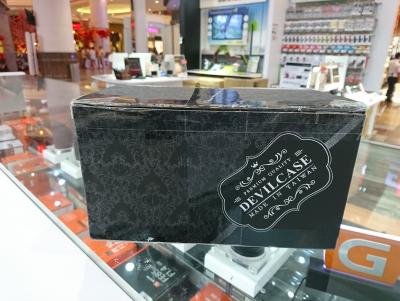 PREMIUM QUALITY
DEVILCASE
MADE IN TAIWAN
G